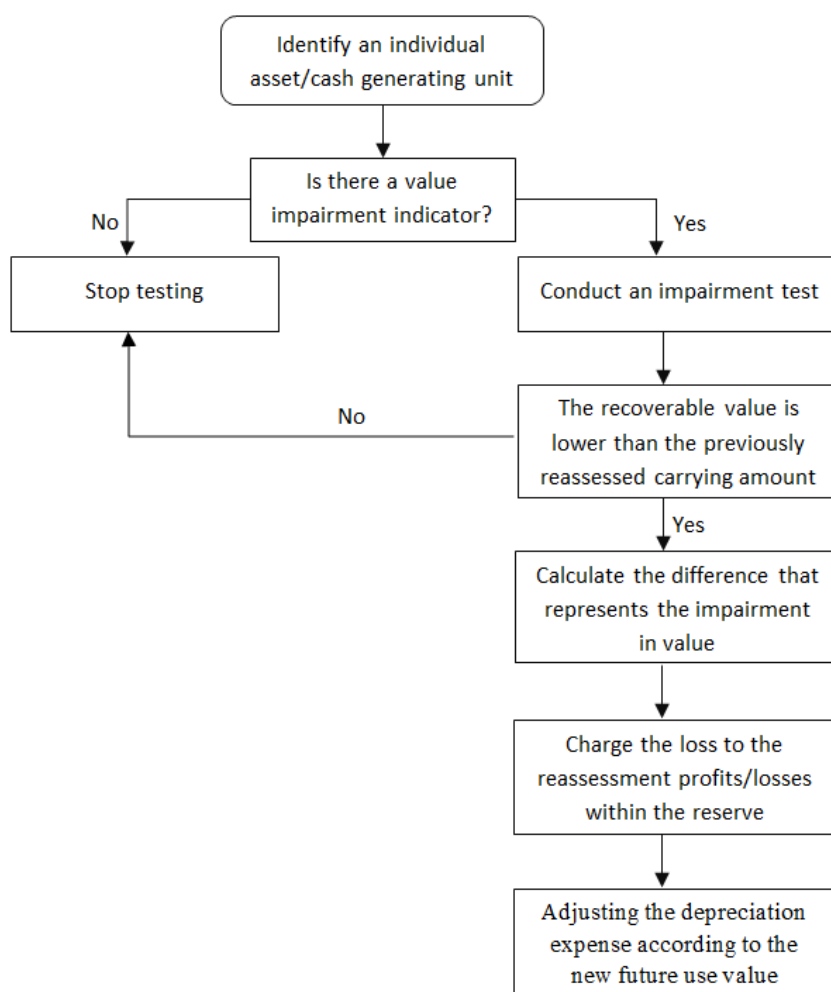 Identify an individual
asset/cash generating unit
Is there a value
impairment indicator?
No
Yes
Stop testing
Conduct an impairment test
The recoverable value is
lower than the previously
reassessed carrying amount
No
Yes
Calculate the difference that
represents the impairment
in value
Charge the loss to the
reassessment profits/losses
within the reserve
Adjusting the depreciation
expense according to the
new future use value